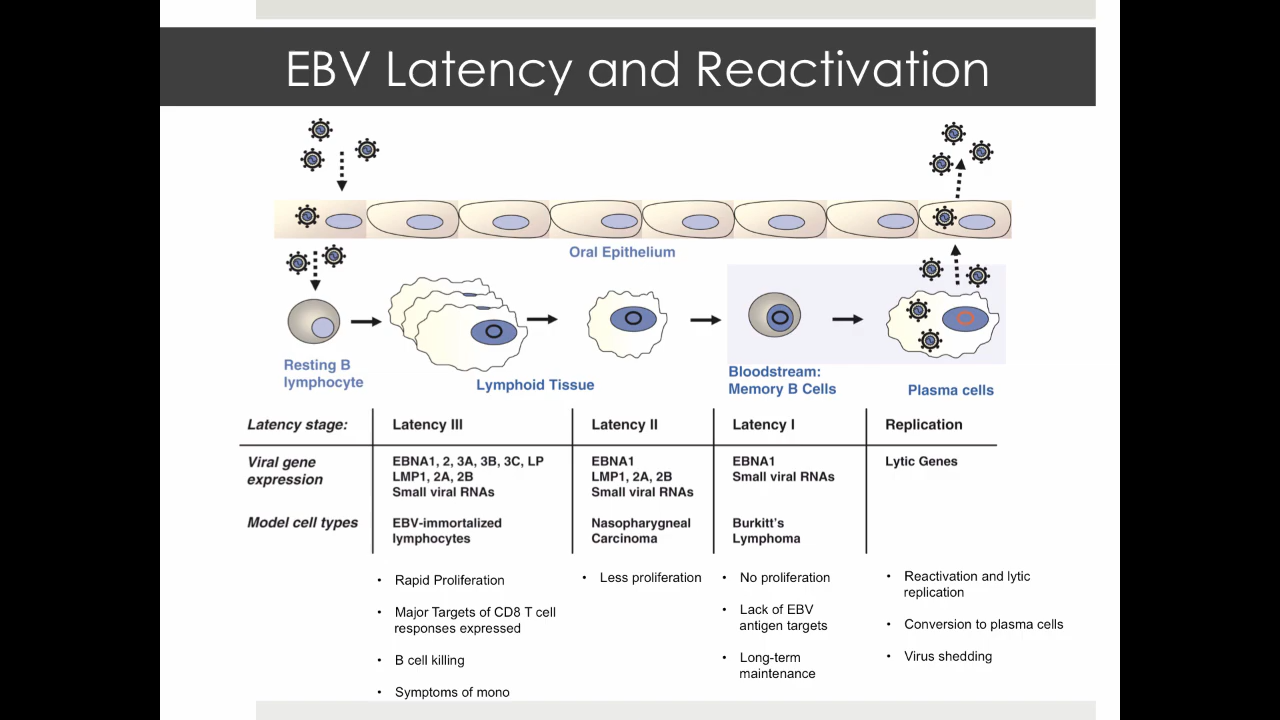 EBV Latency and Reactivation
Oral Epithelium
Resting B
lymphocyte
Lymphoid Tissue
Bloodstream:
Memory B Cells
Plasma cells
Latency stage:
Latency III
Latency II
Latency I
Replication
Viral gene
expression
EBNA1, 2, 3A, 3B, 3C, LP
LMP1, 2A, 2B
Small viral RNAs
EBNA1
LMP1, 2A, 2B
Small viral RNAs
EBNA1
Small viral RNAs
Lytic Genes
Model cell types
EBV-immortalized
lymphocytes
Nasopharygneal
Carcinoma
Burkitt's
Lymphoma
• Rapid Proliferation
• Major Targets of CD8 T cell
responses expressed
• B cell killing
• Symptoms of mono
• Less proliferation
• No proliferation
• Lack of EBV
antigen targets
• Long-term
maintenance
• Reactivation and lytic
replication
• Conversion to plasma cells
• Virus shedding